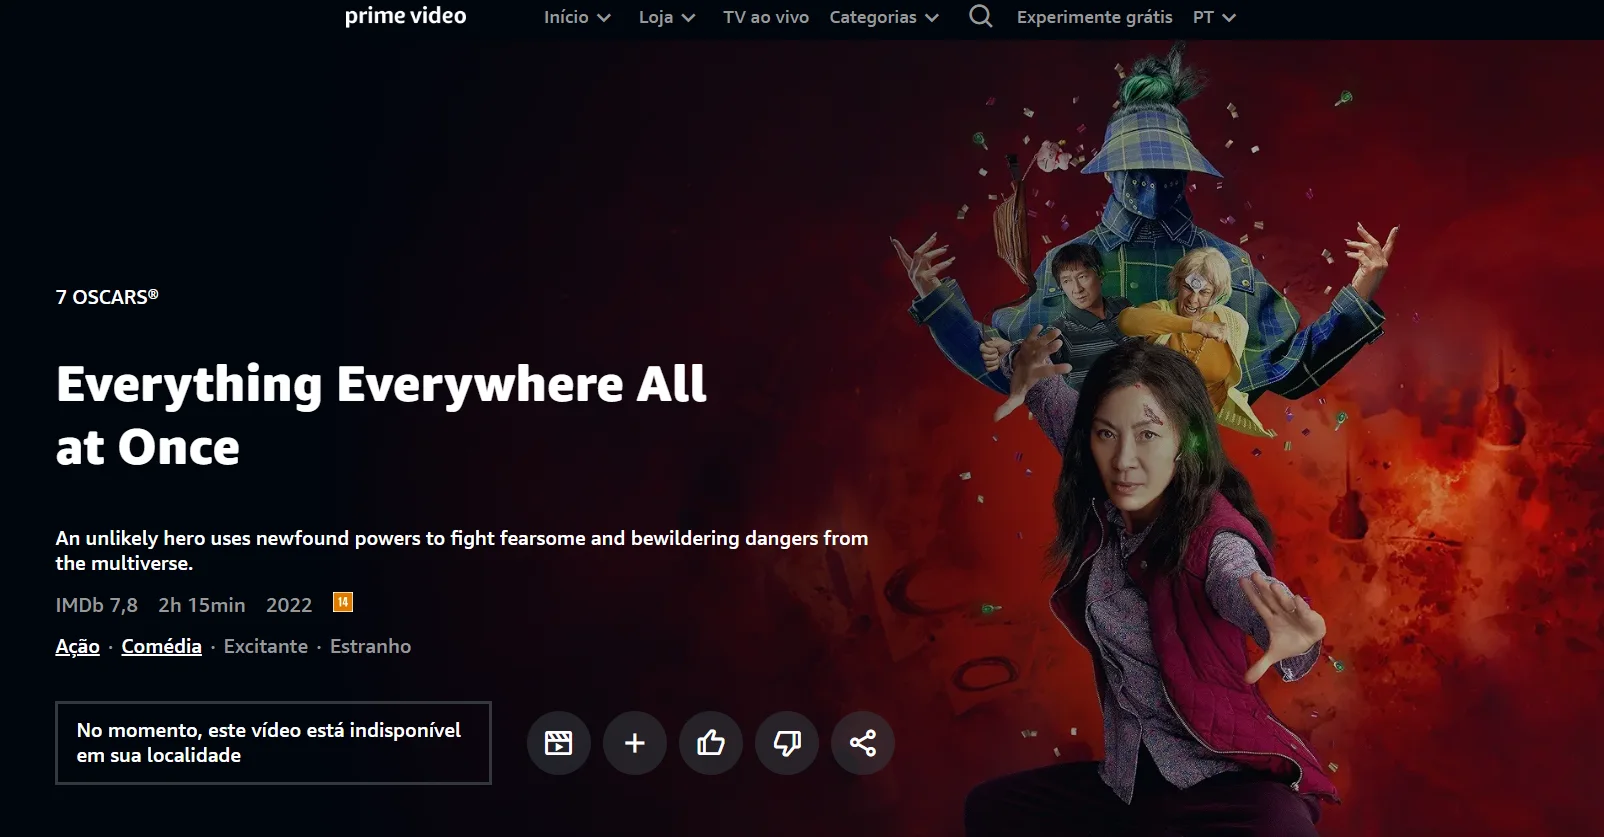 prime video
Início
Loja
TV ao vivo
Categorias
Experimente grátis
PT
7 OSCARS®
Everything Everywhere All
at Once
An unlikely hero uses newfound powers to fight fearsome and bewildering dangers from
the multiverse.
IMDb 7,8 2h 15min 2022 14
Ação · Comédia · Excitante · Estranho
No momento, este vídeo está indisponível
em sua localidade